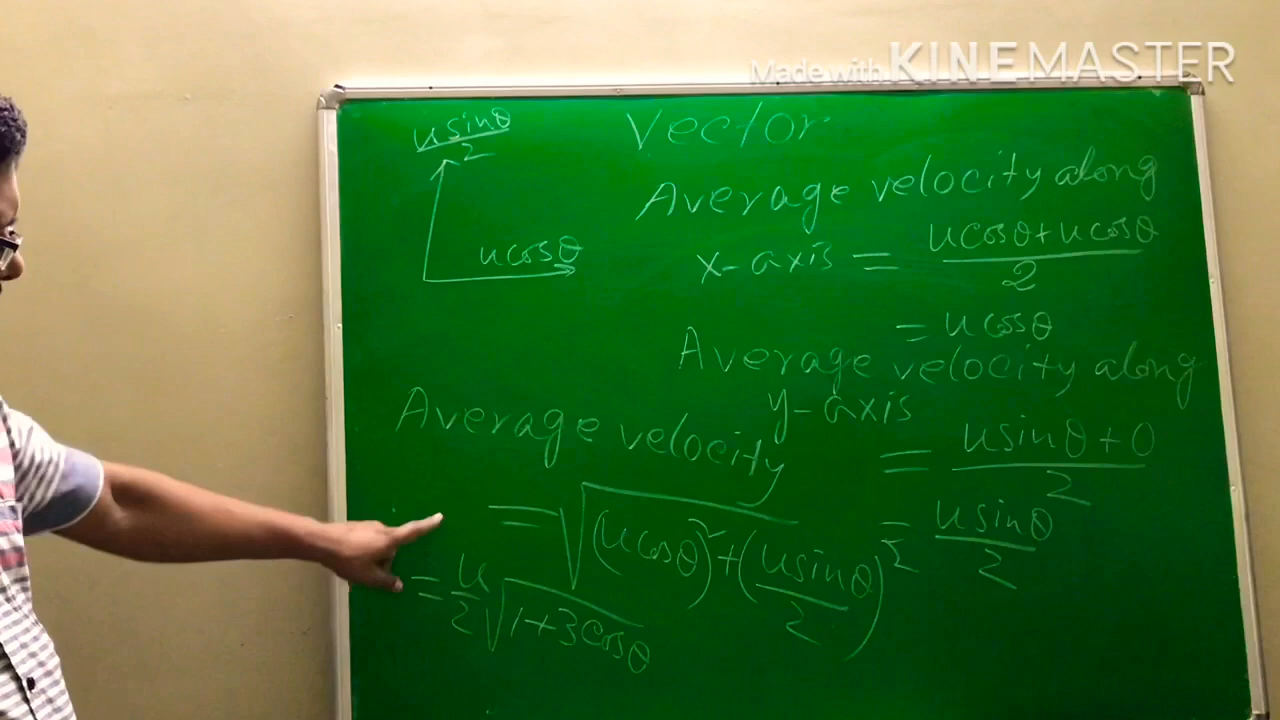 Made with KINEMASTER
Vector
usinθ/2
ucosθ
Average velocity along
x-axis = (ucosθ+ucosθ)/2
= ucosθ
Average velocity along
y-axis
= (usinθ+0)/2
= usinθ/2
Average velocity
= √(ucosθ)²+(usinθ/2)²
= u/2 √1+3cosθ